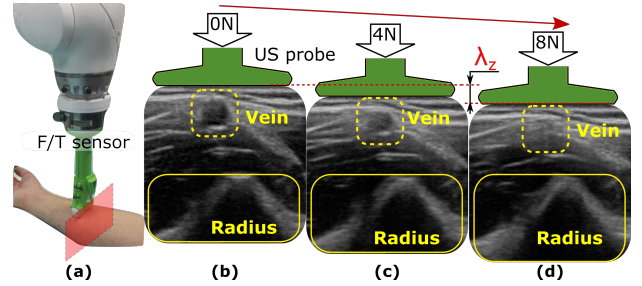 0N
4N
8N
US probe
λz
F/T sensor
Vein
Vein
Vein
Radius
Radius
Radius
(a)
(b)
(c)
(d)